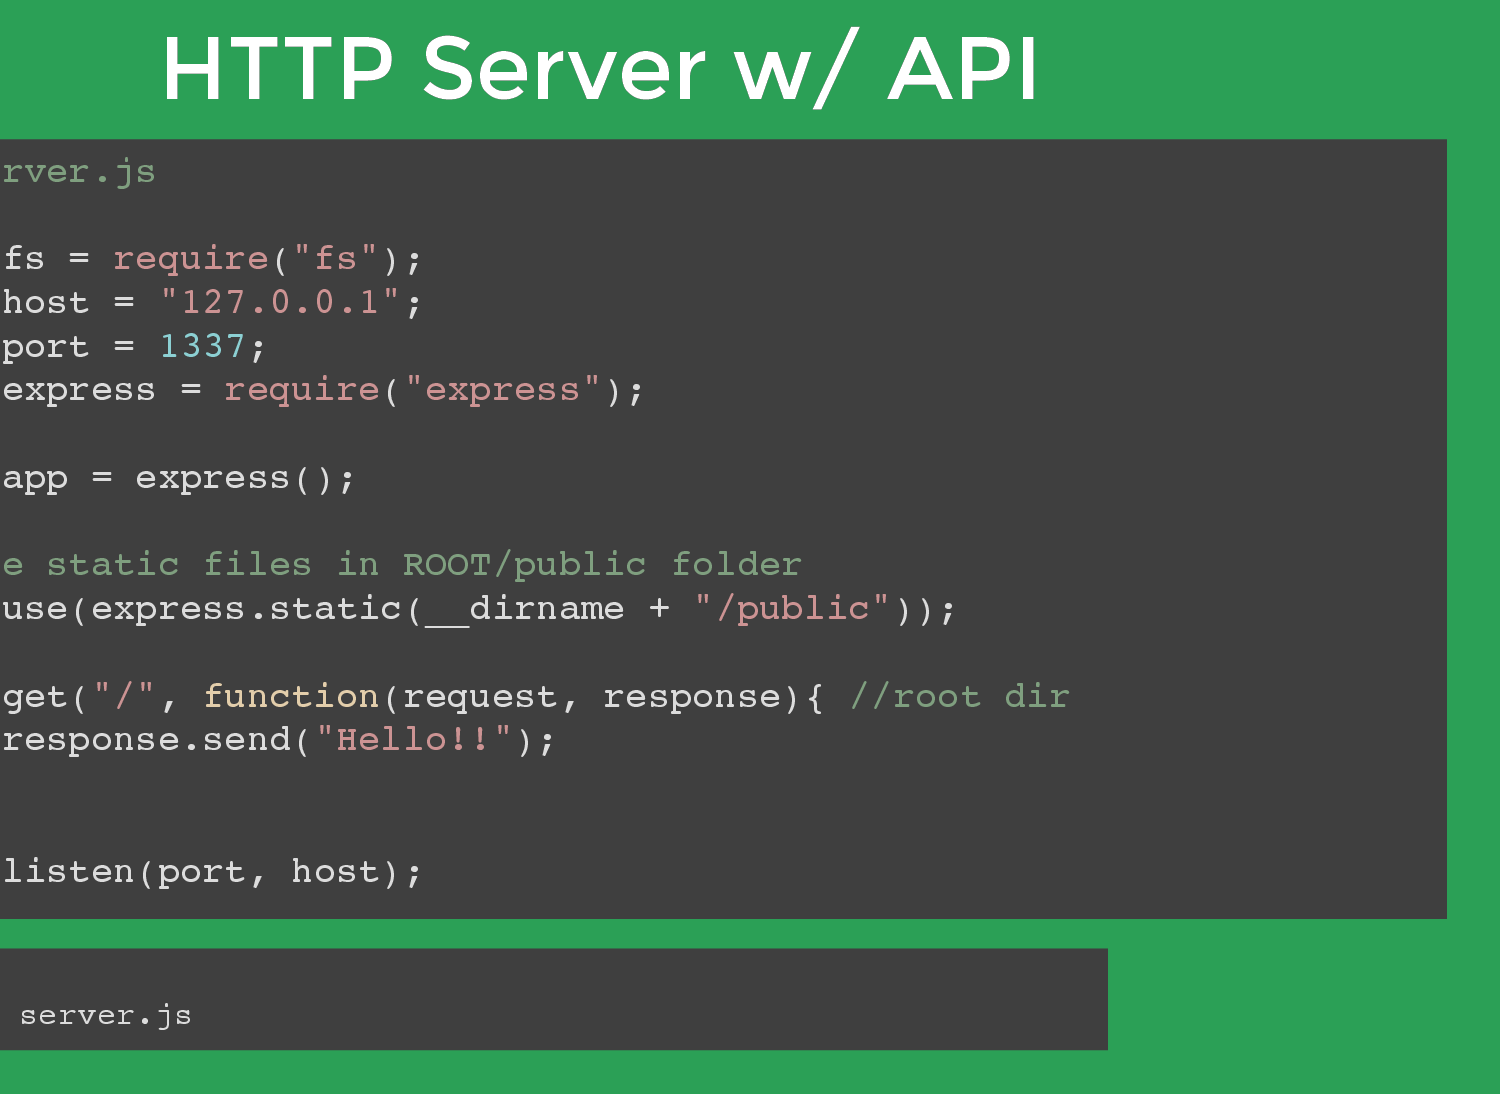 HTTP Server w/ API
rver.js
fs = require("fs");
host = "127.0.0.1";
port = 1337;
express = require("express");
app = express();
e static files in ROOT/public folder
use(express.static(__dirname + "/public"));
get("/", function(request, response){ //root dir
response.send("Hello!!");
listen(port, host);
server.js